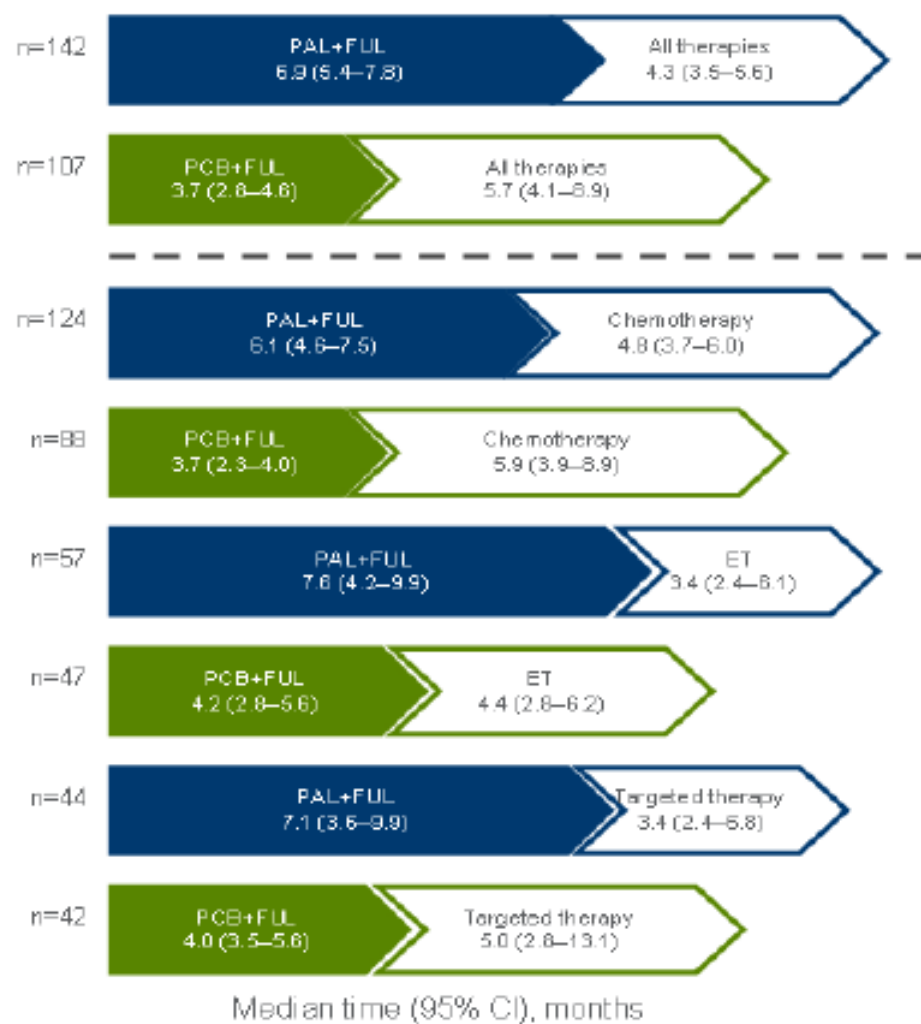 n=142
PAL+FUL
6.9 (5.4–7.8)
All therapies
4.3 (3.5–5.6)
n=107
PCB+FUL
3.7 (2.8–4.6)
All therapies
5.7 (4.1–8.9)
n=124
PAL+FUL
6.1 (4.6–7.5)
Chemotherapy
4.8 (3.7–6.0)
n=88
PCB+FUL
3.7 (2.3–4.0)
Chemotherapy
5.9 (3.9–8.9)
n=57
PAL+FUL
7.6 (4.2–9.9)
ET
3.4 (2.4–6.1)
n=47
PCB+FUL
4.2 (2.8–5.6)
ET
4.4 (2.8–6.2)
n=44
PAL+FUL
7.1 (3.6–9.9)
Targeted therapy
3.4 (2.4–6.8)
n=42
PCB+FUL
4.0 (3.5–5.6)
Targeted therapy
5.0 (2.8–13.1)
Median time (95% CI), months